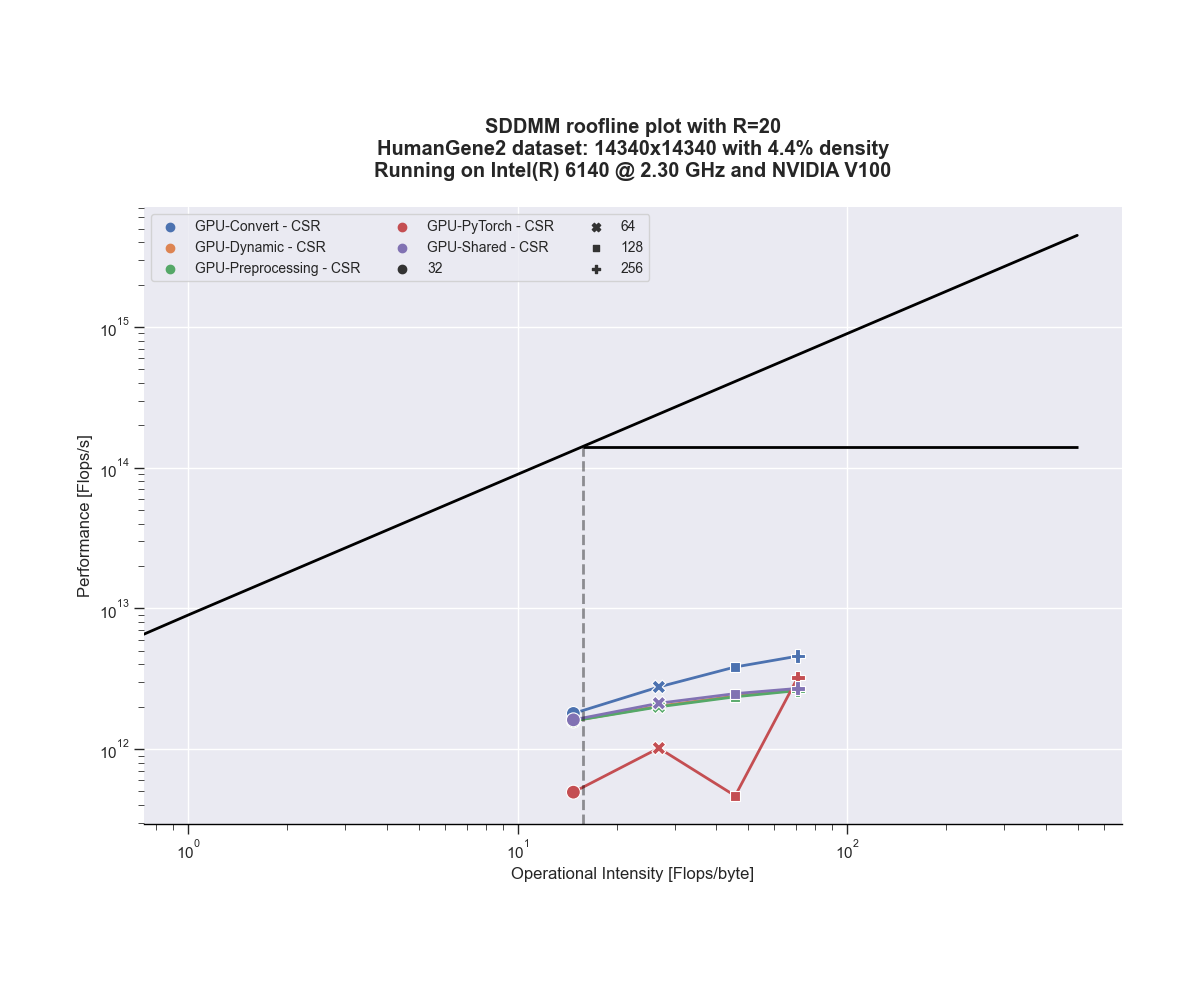 SDDMM roofline plot with R=20
HumanGene2 dataset: 14340x14340 with 4.4% density
Running on Intel(R) 6140 @ 2.30 GHz and NVIDIA V100
GPU-Convert - CSR
GPU-Dynamic - CSR
GPU-Preprocessing - CSR
GPU-PyTorch - CSR
GPU-Shared - CSR
32
64
128
256
Performance [Flops/s]
10^15
10^14
10^13
10^12
10^0
10^1
10^2
Operational Intensity [Flops/byte]